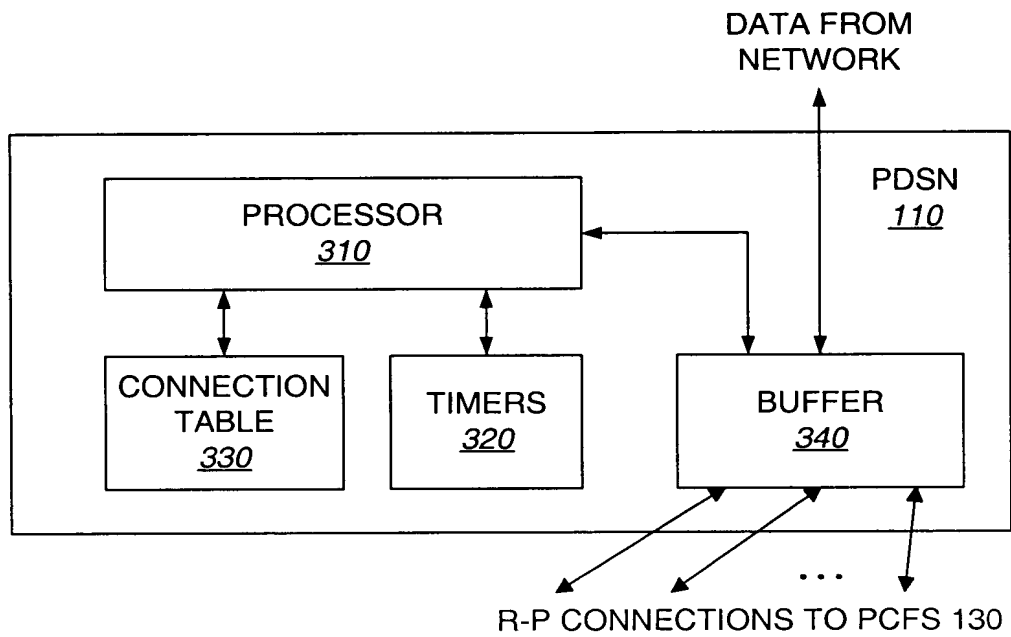 DATA FROM
NETWORK
PDSN
110
PROCESSOR
310
CONNECTION
TABLE
330
TIMERS
320
BUFFER
340
...
R-P CONNECTIONS TO PCFS 130